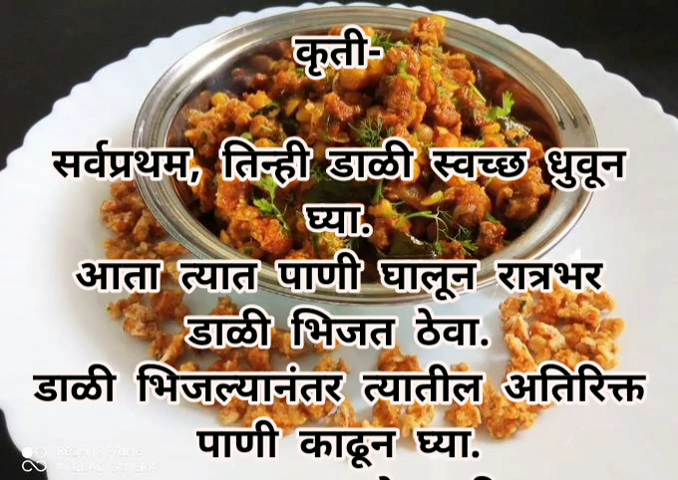 कृती-
सर्वप्रथम, तिन्ही डाळी स्वच्छ धुवून
घ्या.
आता त्यात पाणी घालून रात्रभर
डाळी भिजत ठेवा.
डाळी भिजल्यानंतर त्यातील अतिरिक्त
पाणी काढून घ्या.